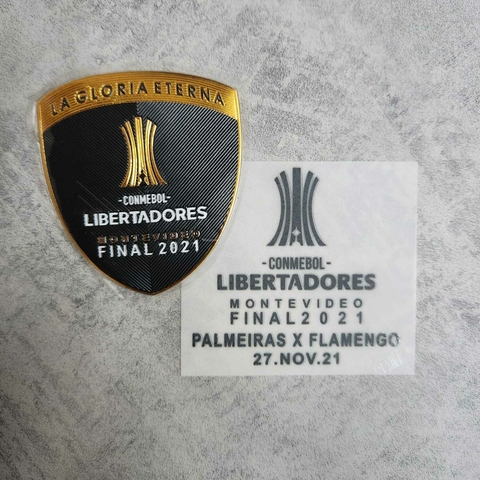 LA GLORIA ETERNA
-CONMEBOL-
LIBERTADORES
MONTEVIDEO
FINAL 2021
-CONMEBOL-
LIBERTADORES
MONTEVIDEO
FINAL2021
PALMEIRAS X FLAMENGO
27.NOV.21